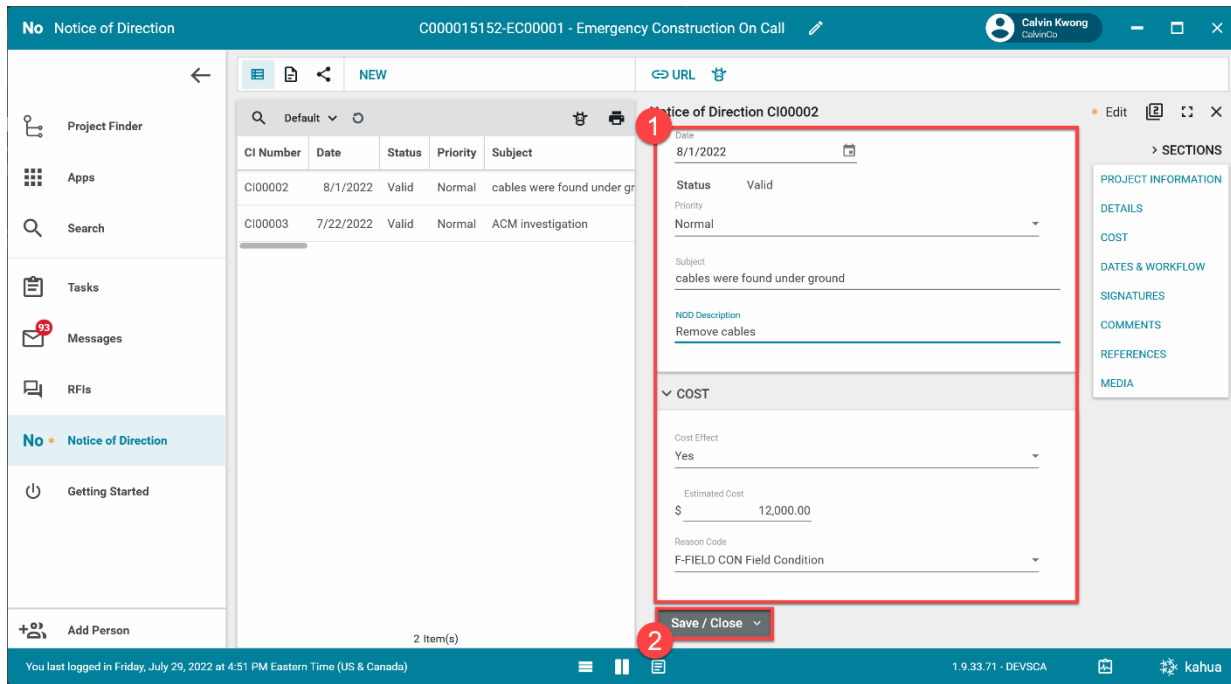 No Notice of Direction
C000015152-EC00001 - Emergency Construction On Call
Calvin Kwong
CalvinCo
Project Finder
Apps
Search
Tasks
93
Messages
RFIs
No * Notice of Direction
Getting Started
Add Person
NEW
URL
Default
CI Number Date Status Priority Subject
CI00002 8/1/2022 Valid Normal cables were found under gr
CI00003 7/22/2022 Valid Normal ACM investigation
2 Item(s)
1
Notice of Direction CI00002
* Edit
2
Date
8/1/2022
Status Valid
Priority
Normal
Subject
cables were found under ground
NOD Description
Remove cables
COST
Cost Effect
Yes
Estimated Cost
$ 12,000.00
Reason Code
F-FIELD CON Field Condition
Save / Close
2
> SECTIONS
PROJECT INFORMATION
DETAILS
COST
DATES & WORKFLOW
SIGNATURES
COMMENTS
REFERENCES
MEDIA
You last logged in Friday, July 29, 2022 at 4:51 PM Eastern Time (US & Canada)
1.9.33.71 - DEVSCA
kahua